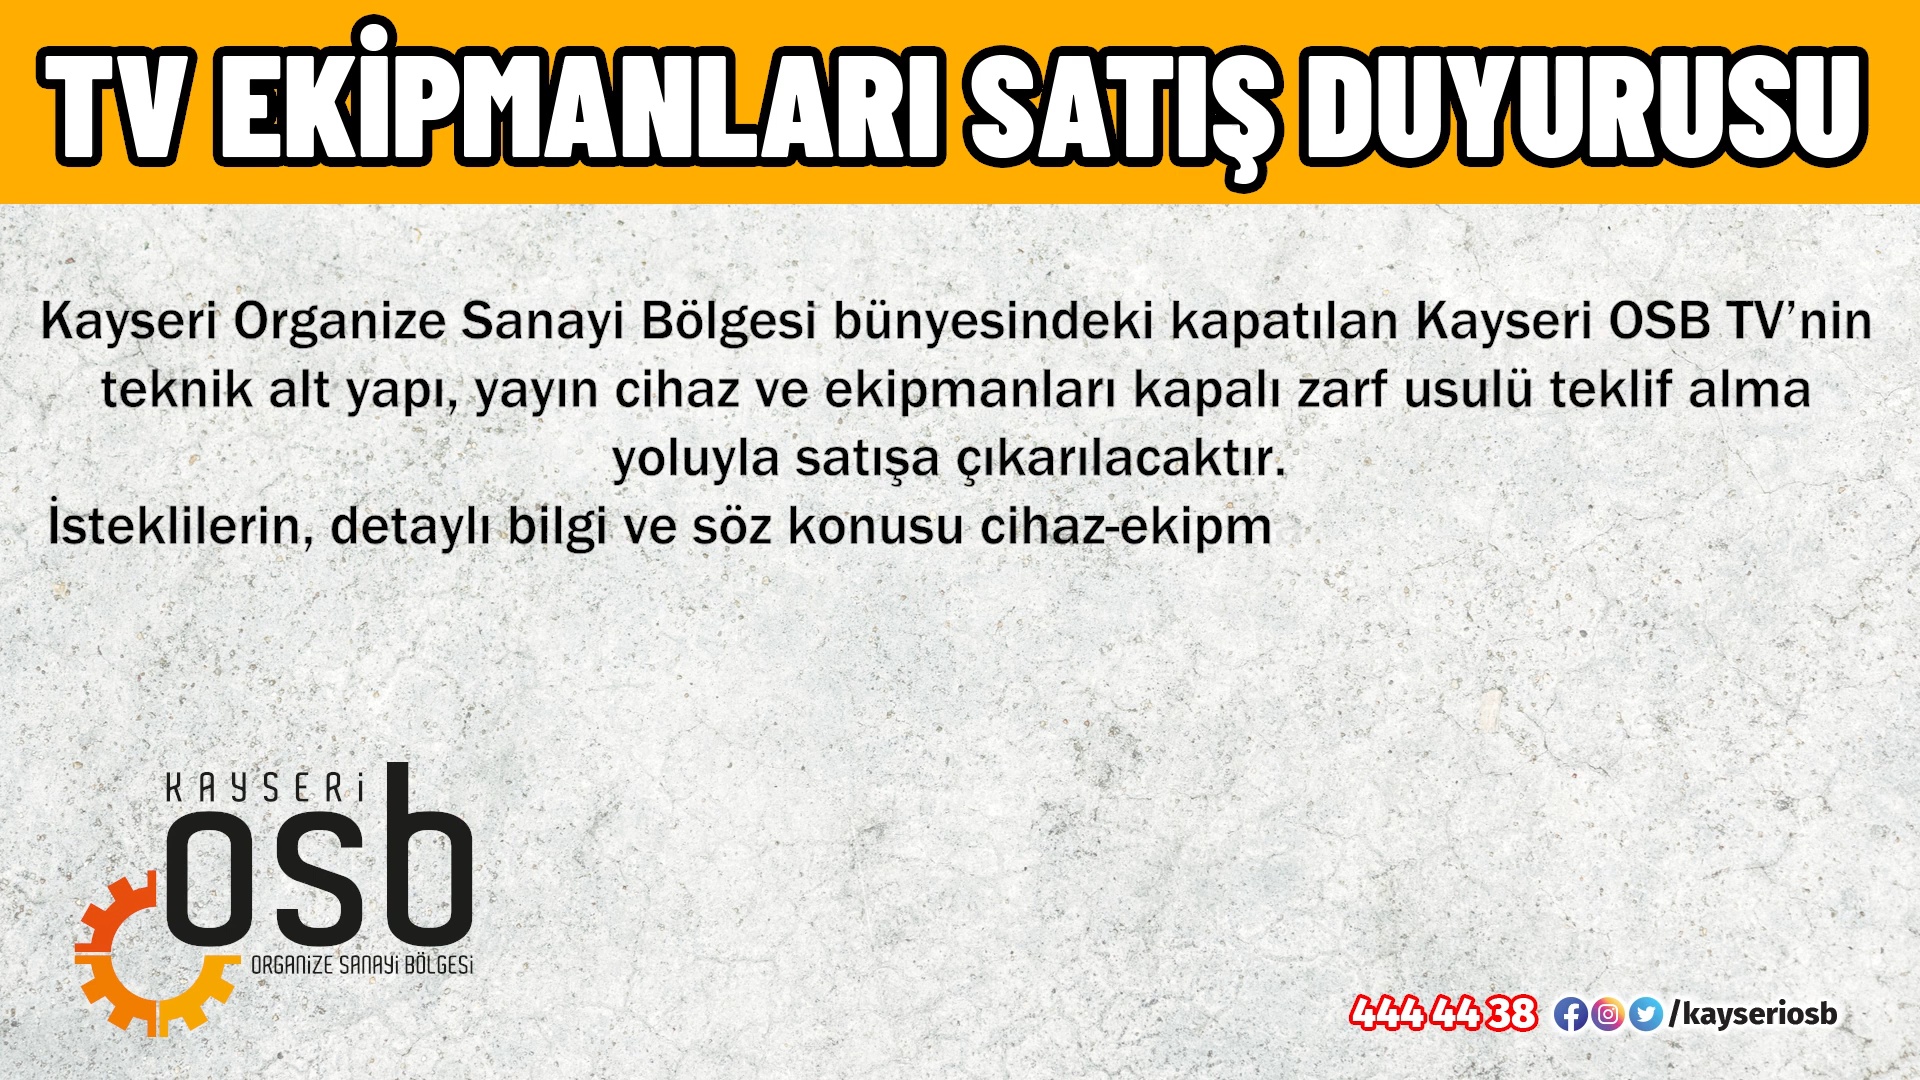 TV EKİPMANLARI SATIŞ DUYURUSU
Kayseri Organize Sanayi Bölgesi bünyesindeki kapatılan Kayseri OSB TV’nin
teknik alt yapı, yayın cihaz ve ekipmanları kapalı zarf usulü teklif alma
yoluyla satışa çıkarılacaktır.
İsteklilerin, detaylı bilgi ve söz konusu cihaz-ekipm
KAYSERİ
osb
ORGANİZE SANAYİ BÖLGESİ
444 44 38 /kayseriosb